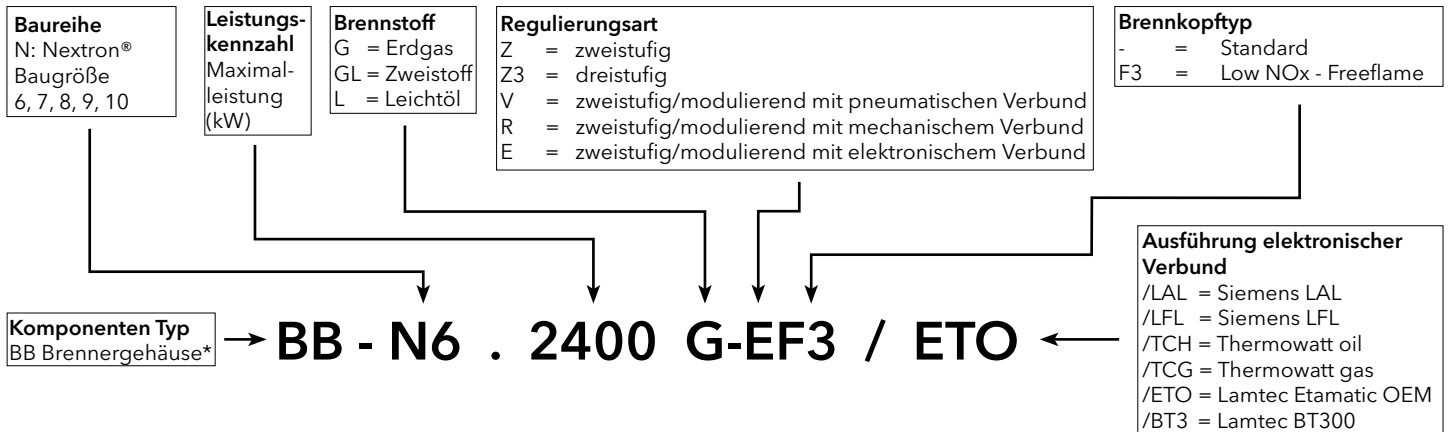 Baureihe
N: Nextron®
Baugröße
6, 7, 8, 9, 10
Leistungs-
kennzahl
Maximal-
leistung
(kW)
Brennstoff
G = Erdgas
GL = Zweistoff
L = Leichtöl
Regulierungsart
Z = zweistufig
Z3 = dreistufig
V = zweistufig/modulierend mit pneumatischen Verbund
R = zweistufig/modulierend mit mechanischem Verbund
E = zweistufig/modulierend mit elektronischem Verbund
Brennkopftyp
- = Standard
F3 = Low NOx - Freeflame
Komponenten Typ
BB Brennergehäuse*
BB - N6 . 2400 G-EF3 / ETO
Ausführung elektronischer
Verbund
/LAL = Siemens LAL
/LFL = Siemens LFL
/TCH = Thermowatt oil
/TCG = Thermowatt gas
/ETO = Lamtec Etamatic OEM
/BT3 = Lamtec BT300